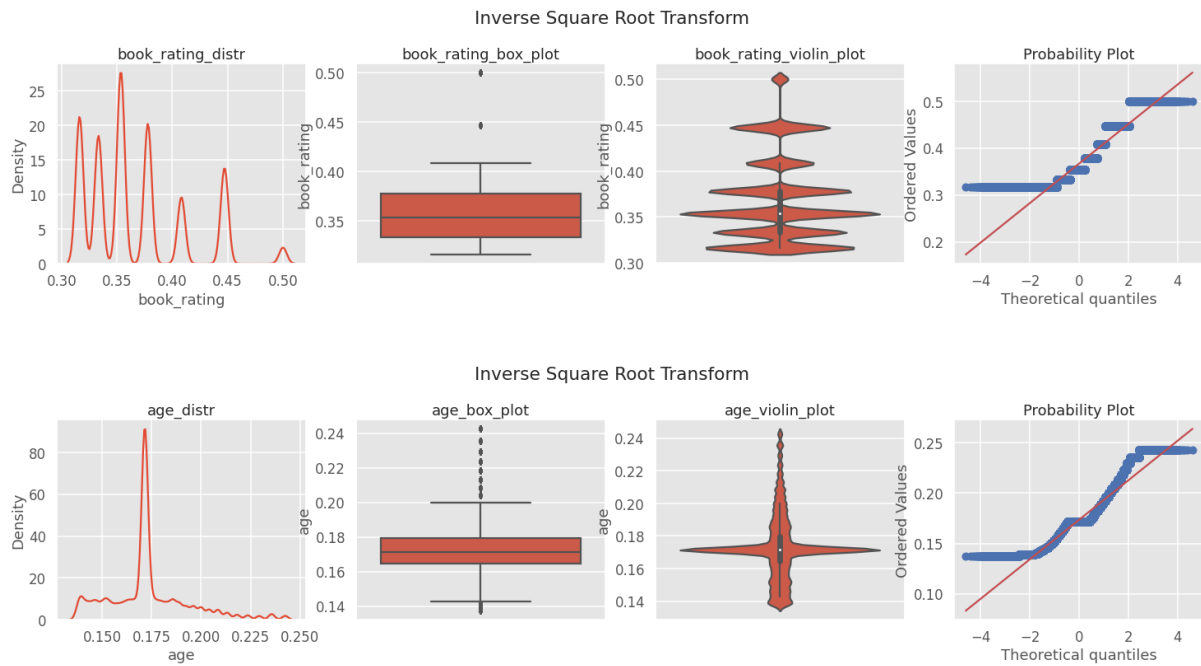 Inverse Square Root Transform
book_rating_distr
book_rating_box_plot
book_rating_violin_plot
Probability Plot
25
20
15
10
5
0
Density
0.30 0.35 0.40 0.45 0.50
book_rating
0.50
0.45
0.40
0.35
book_rating
0.50
0.45
0.40
0.35
0.30
book_rating
0.5
0.4
0.3
0.2
Ordered Values
−4 −2 0 2 4
Theoretical quantiles
Inverse Square Root Transform
age_distr
age_box_plot
age_violin_plot
Probability Plot
80
60
40
20
0
Density
0.150 0.175 0.200 0.225 0.250
age
0.24
0.22
0.20
0.18
0.16
0.14
age
0.24
0.22
0.20
0.18
0.16
0.14
age
0.25
0.20
0.15
0.10
Ordered Values
−4 −2 0 2 4
Theoretical quantiles